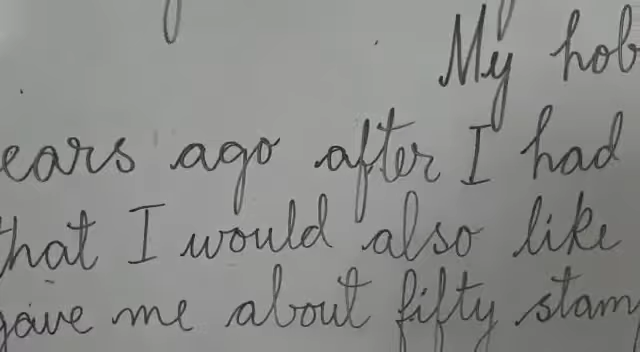 My hob
ears ago after I had
that I would also like
gave me about fifty stam